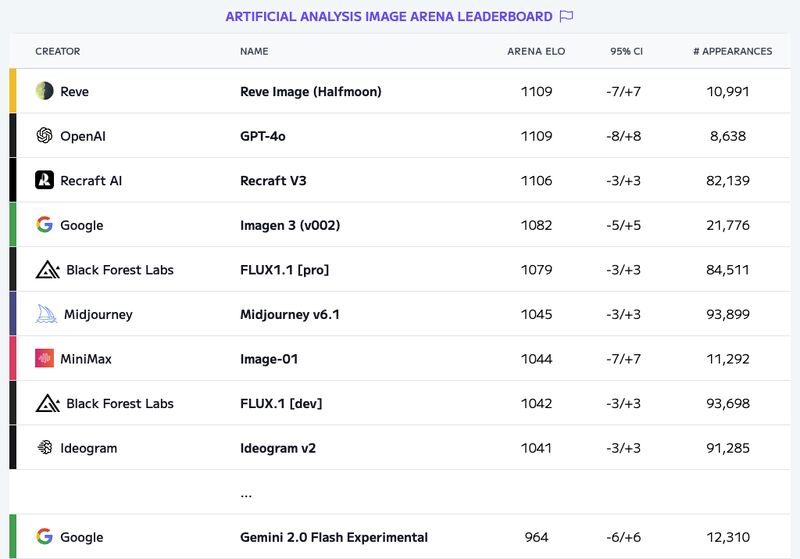 ARTIFICIAL ANALYSIS IMAGE ARENA LEADERBOARD
CREATOR NAME ARENA ELO 95% CI # APPEARANCES
Reve Reve Image (Halfmoon) 1109 -7/+7 10,991
OpenAI GPT-4o 1109 -8/+8 8,638
Recraft AI Recraft V3 1106 -3/+3 82,139
Google Imagen 3 (v002) 1082 -5/+5 21,776
Black Forest Labs FLUX1.1 [pro] 1079 -3/+3 84,511
Midjourney Midjourney v6.1 1045 -3/+3 93,899
MiniMax Image-01 1044 -7/+7 11,292
Black Forest Labs FLUX.1 [dev] 1042 -3/+3 93,698
Ideogram Ideogram v2 1041 -3/+3 91,285
...
Google Gemini 2.0 Flash Experimental 964 -6/+6 12,310